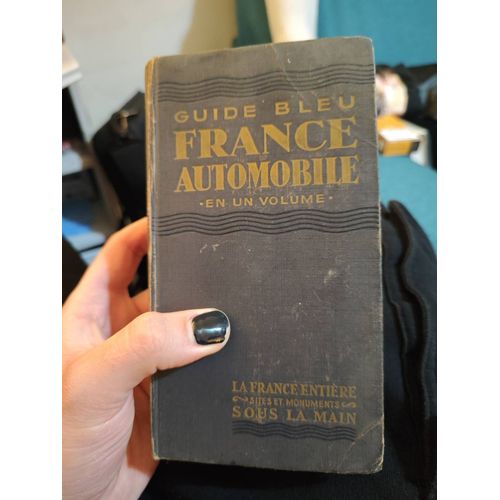 GUIDE BLEU
FRANCE
AUTOMOBILE
-EN UN VOLUME-
LA FRANCE ENTIÈRE
SITES ET MONUMENTS
SOUS LA MAIN